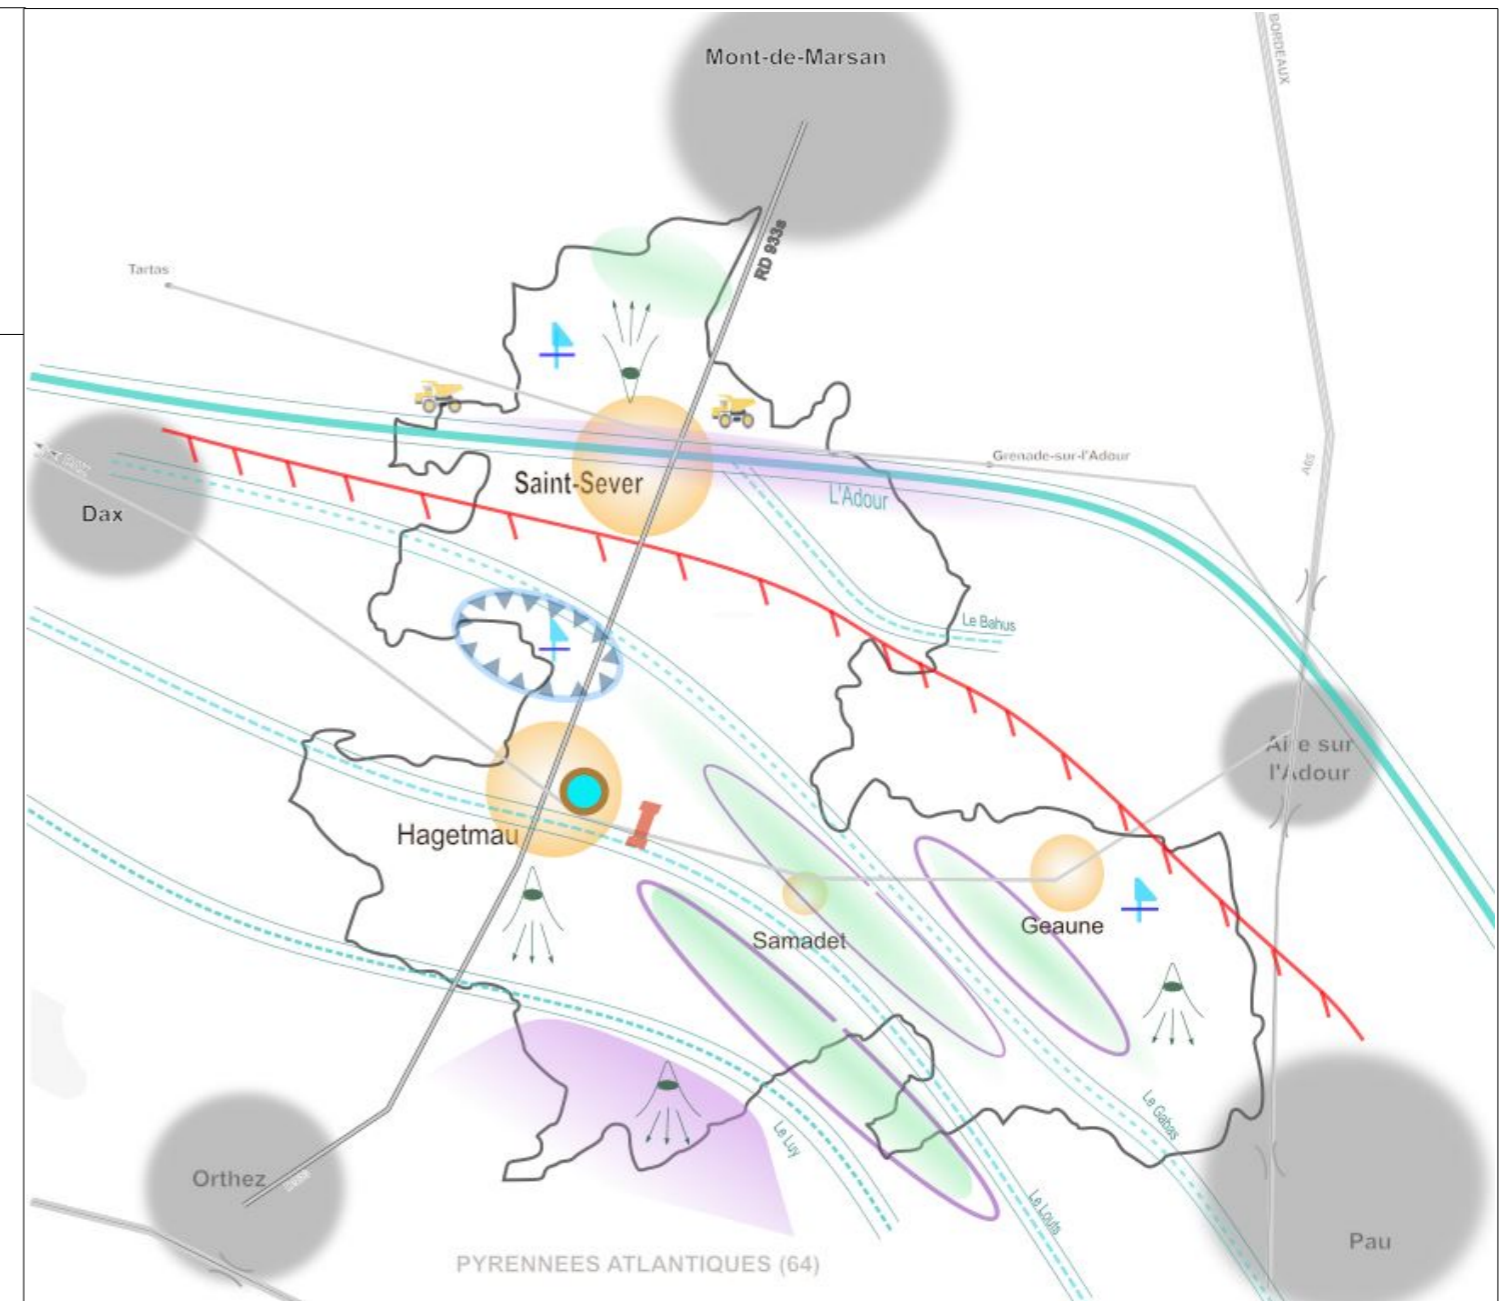 Mont-de-Marsan
BORDEAUX
RD 933s
Tartas
Grenade-sur-l'Adour
A65
Saint-Sever
L'Adour
Dax
Le Bahus
Aire sur
l'Adour
Hagetmau
Samadet
Geaune
Le Gabas
Le Luy
Orthez
Le Louts
Pau
PYRENNEES ATLANTIQUES (64)